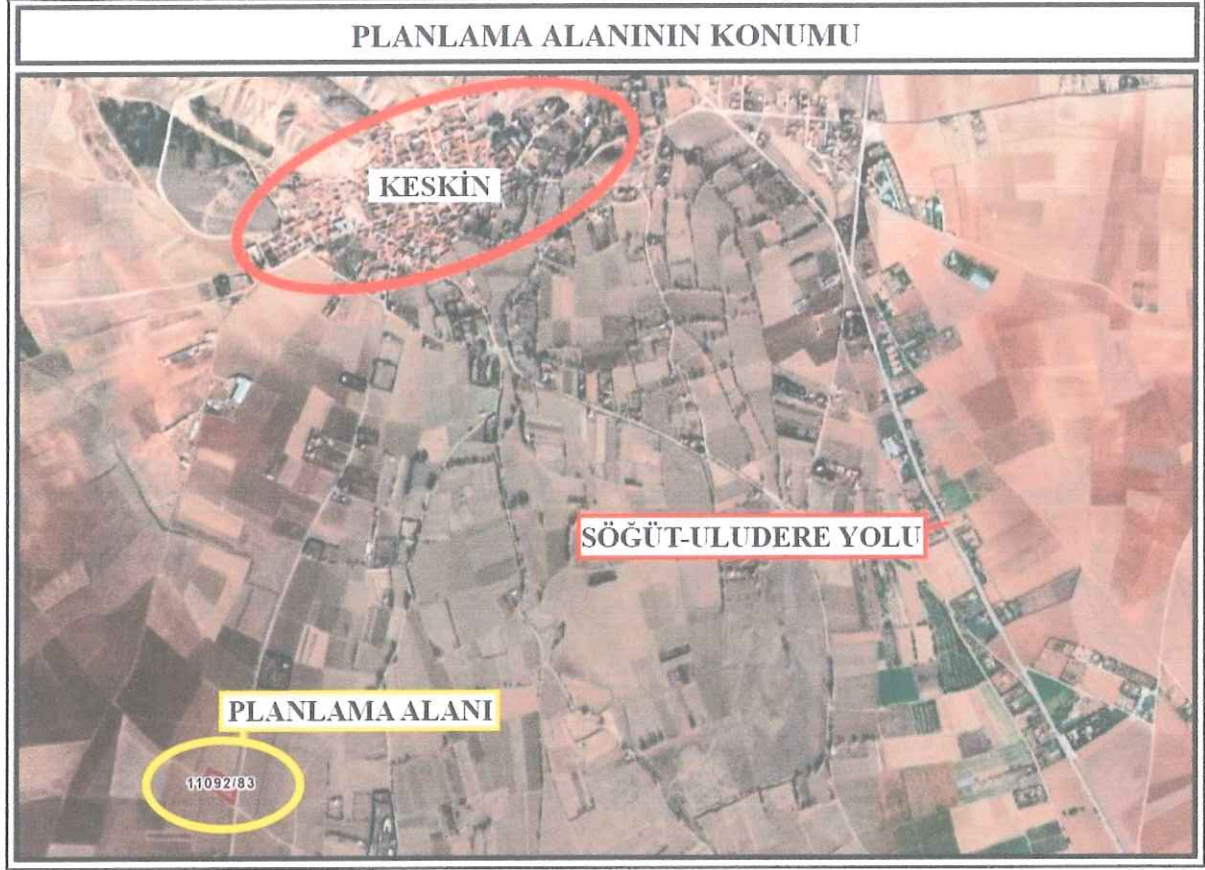 PLANLAMA ALANININ KONUMU
KESKİN
SÖĞÜT-ULUDERE YOLU
PLANLAMA ALANI
11092/83